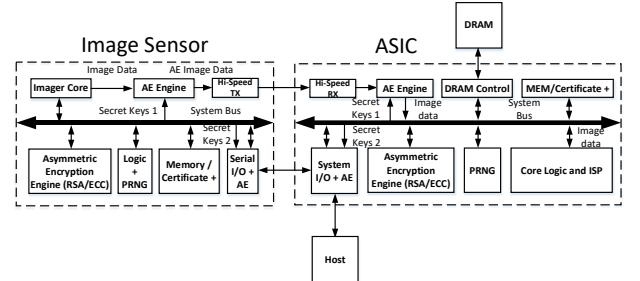 DRAM
Image Sensor
ASIC
Image Data
AE Image Data
Imager Core
AE Engine
Hi-Speed
TX
Hi-Speed
RX
AE Engine
DRAM Control
MEM/Certificate +
Secret Keys 1
System Bus
Secret
Keys 1
Image
data
System
Bus
Secret
Keys 2
Secret
Keys 2
Image
data
Asymmetric
Encryption
Engine (RSA/ECC)
Logic
+
PRNG
Memory /
Certificate +
Serial
I/O +
AE
System
I/O + AE
Asymmetric
Encryption
Engine (RSA/ECC)
PRNG
Core Logic and ISP
Host